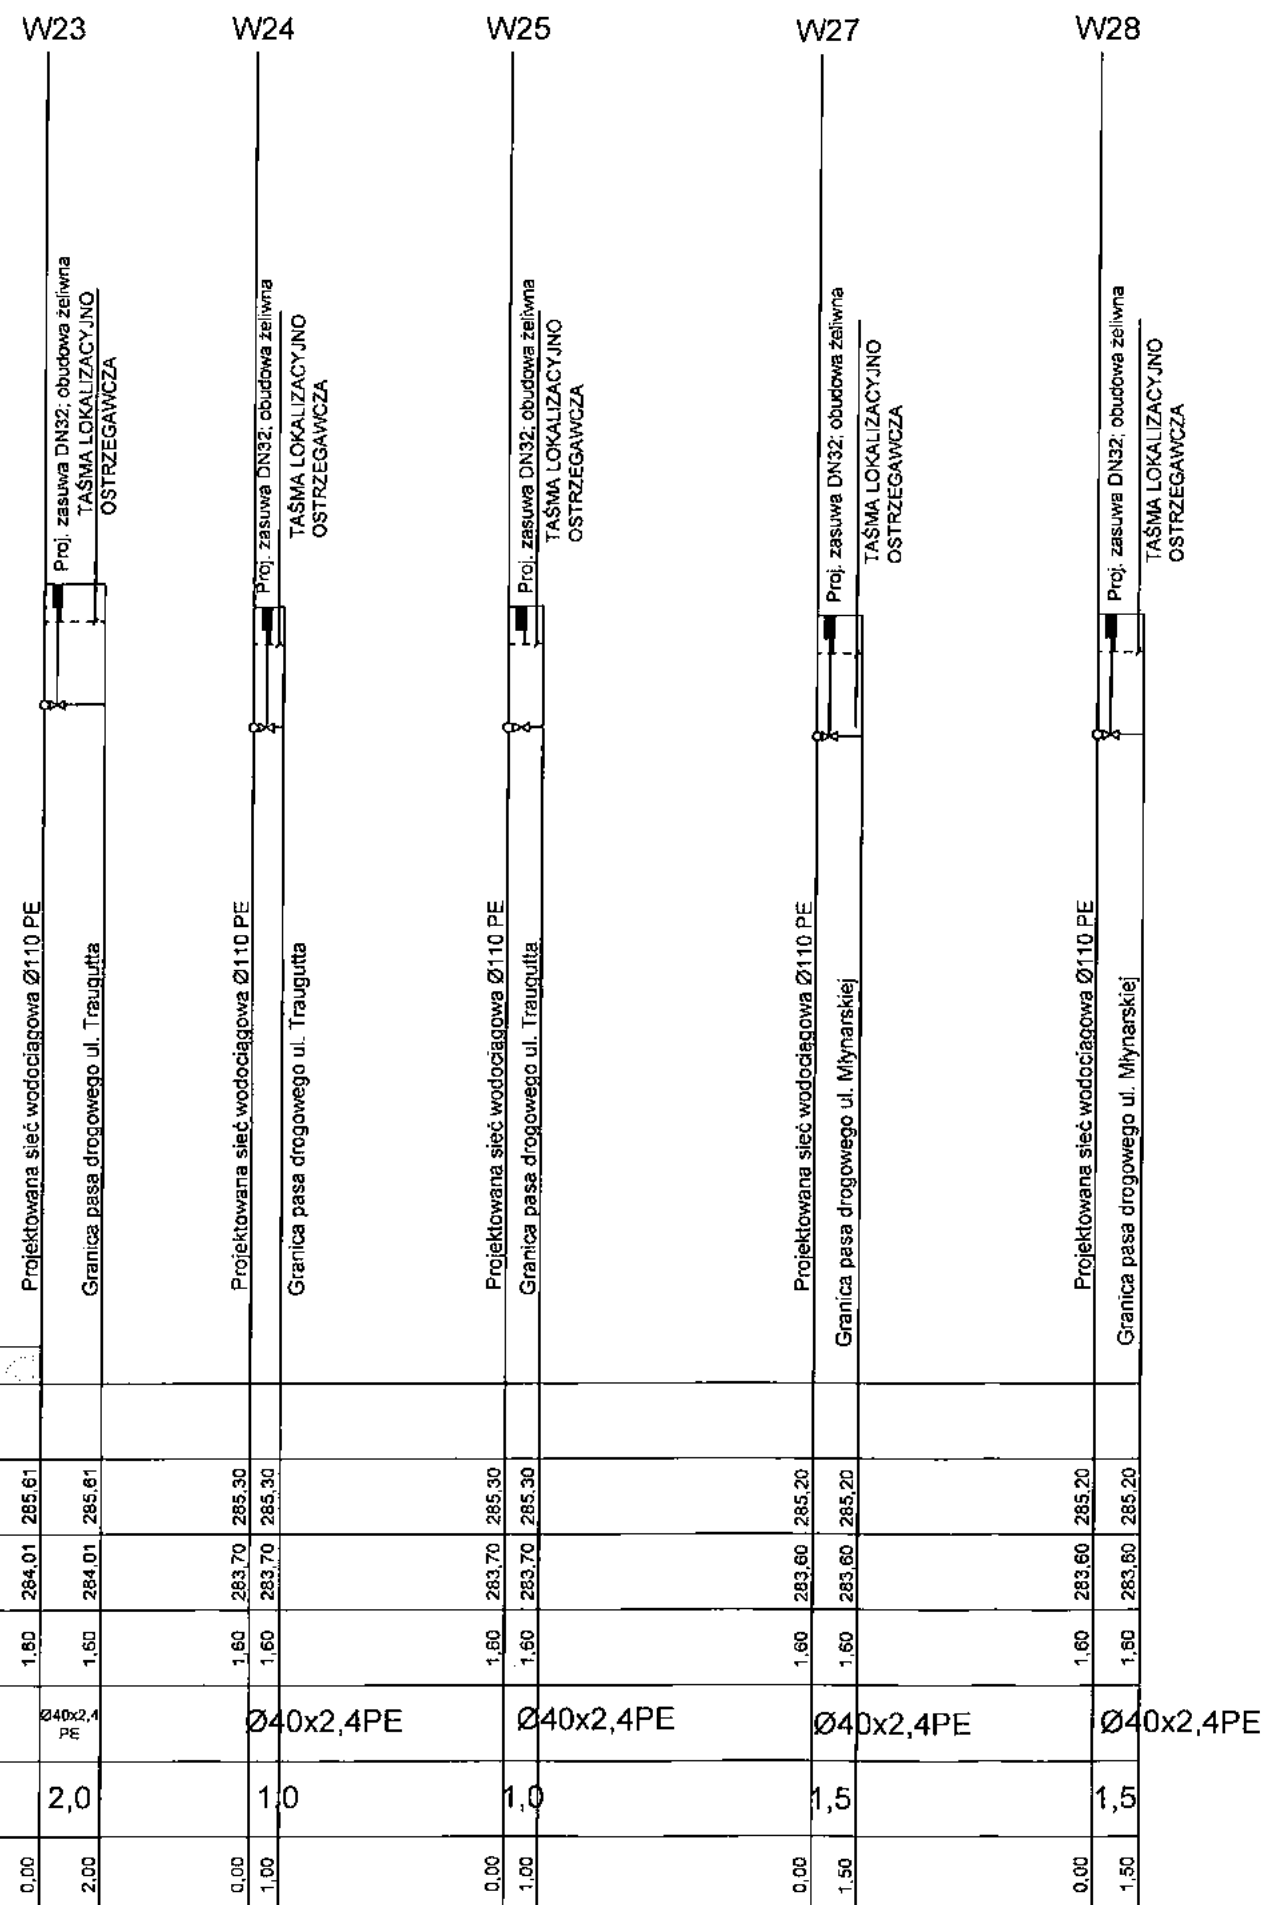 W23 W24 W25 W27 W28
Proj. zasuwa DN32; obudowa żeliwna
TAŚMA LOKALIZACYJNO
OSTRZEGAWCZA
Proj. zasuwa DN32; obudowa żeliwna
TAŚMA LOKALIZACYJNO
OSTRZEGAWCZA
Proj. zasuwa DN32; obudowa żeliwna
TAŚMA LOKALIZACYJNO
OSTRZEGAWCZA
Proj. zasuwa DN32; obudowa żeliwna
TAŚMA LOKALIZACYJNO
OSTRZEGAWCZA
Proj. zasuwa DN32; obudowa żeliwna
TAŚMA LOKALIZACYJNO
OSTRZEGAWCZA
Projektowana sieć wodociągowa Ø110 PE
Granica pasa drogowego ul. Traugutta
Projektowana sieć wodociągowa Ø110 PE
Granica pasa drogowego ul. Traugutta
Projektowana sieć wodociągowa Ø110 PE
Granica pasa drogowego ul. Traugutta
Projektowana sieć wodociągowa Ø110 PE
Granica pasa drogowego ul. Młynarskiej
Projektowana sieć wodociągowa Ø110 PE
Granica pasa drogowego ul. Młynarskiej
285,61 285,61 285,30 285,30 285,30 285,30 285,20 285,20 285,20 285,20
284,01 284,01 283,70 283,70 283,70 283,70 283,60 283,60 283,60 283,60
1,60 1,60 1,60 1,60 1,60 1,60 1,60 1,60 1,60 1,60
Ø40x2,4
PE
Ø40x2,4PE Ø40x2,4PE Ø40x2,4PE Ø40x2,4PE
2,0 1,0 1,0 1,5 1,5
0,00 2,00 0,00 1,00 0,00 1,00 0,00 1,50 0,00 1,50